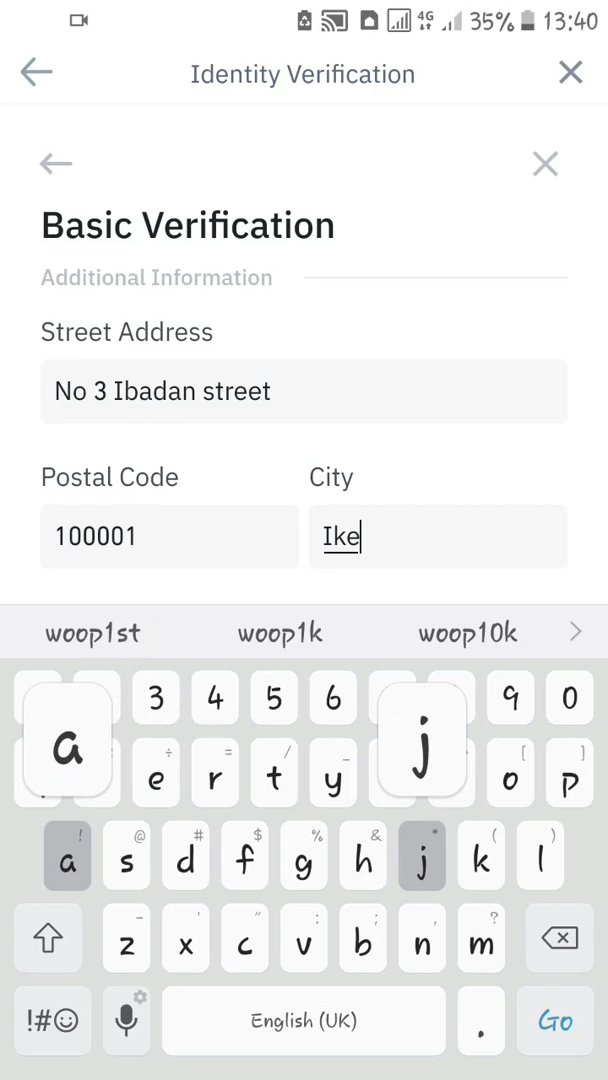 4G 35% 13:40
Identity Verification
Basic Verification
Additional Information
Street Address
No 3 Ibadan street
Postal Code City
100001 Ike
woop1st woop1k woop10k
3 4 5 6 9 0
a j
÷ = / _ [ ]
e r t y o p
! @ # $ % & * ( )
a s d f g h j k l
- ' " : ; , ?
z x c v b n m
!#☺ English (UK) . Go